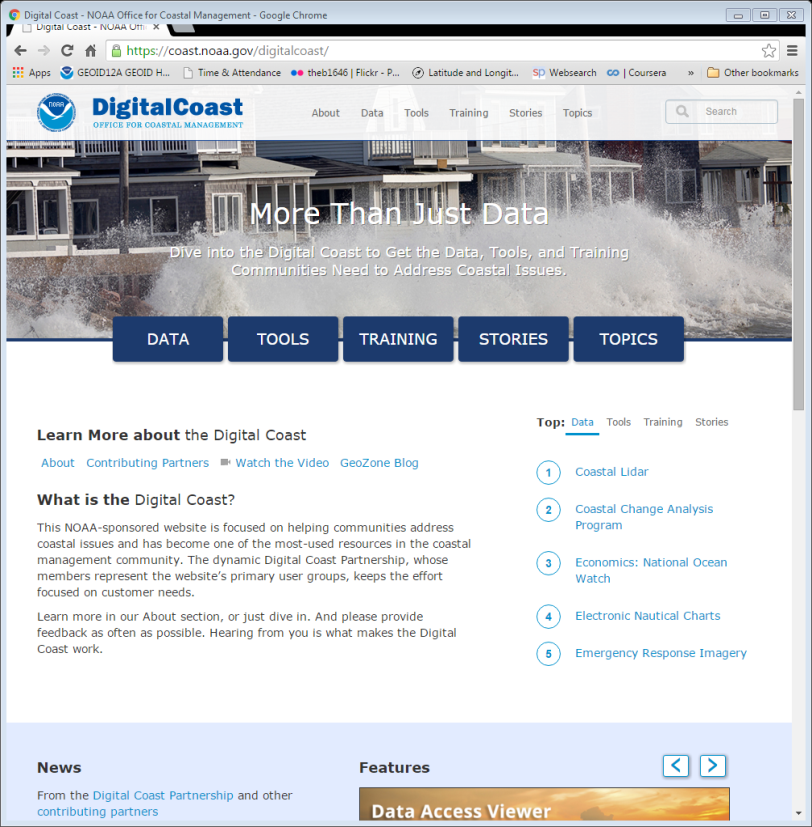 Digital Coast - NOAA Office for Coastal Management - Google Chrome
Digital Coast - NOAA Offi
https://coast.noaa.gov/digitalcoast/
Apps GEOID12A GEOID H... Time & Attendance theb1646 | Flickr - P... Latitude and Longit... Websearch | Coursera » Other bookmarks
NOAA
DigitalCoast
OFFICE FOR COASTAL MANAGEMENT
About Data Tools Training Stories Topics Search
More Than Just Data
Dive into the Digital Coast to Get the Data, Tools, and Training
Communities Need to Address Coastal Issues.
DATA TOOLS TRAINING STORIES TOPICS
Learn More about the Digital Coast
About Contributing Partners Watch the Video GeoZone Blog
What is the Digital Coast?
This NOAA-sponsored website is focused on helping communities address
coastal issues and has become one of the most-used resources in the coastal
management community. The dynamic Digital Coast Partnership, whose
members represent the website's primary user groups, keeps the effort
focused on customer needs.
Learn more in our About section, or just dive in. And please provide
feedback as often as possible. Hearing from you is what makes the Digital
Coast work.
Top: Data Tools Training Stories
1 Coastal Lidar
2 Coastal Change Analysis
Program
3 Economics: National Ocean
Watch
4 Electronic Nautical Charts
5 Emergency Response Imagery
News
From the Digital Coast Partnership and other
contributing partners
Features
Data Access Viewer